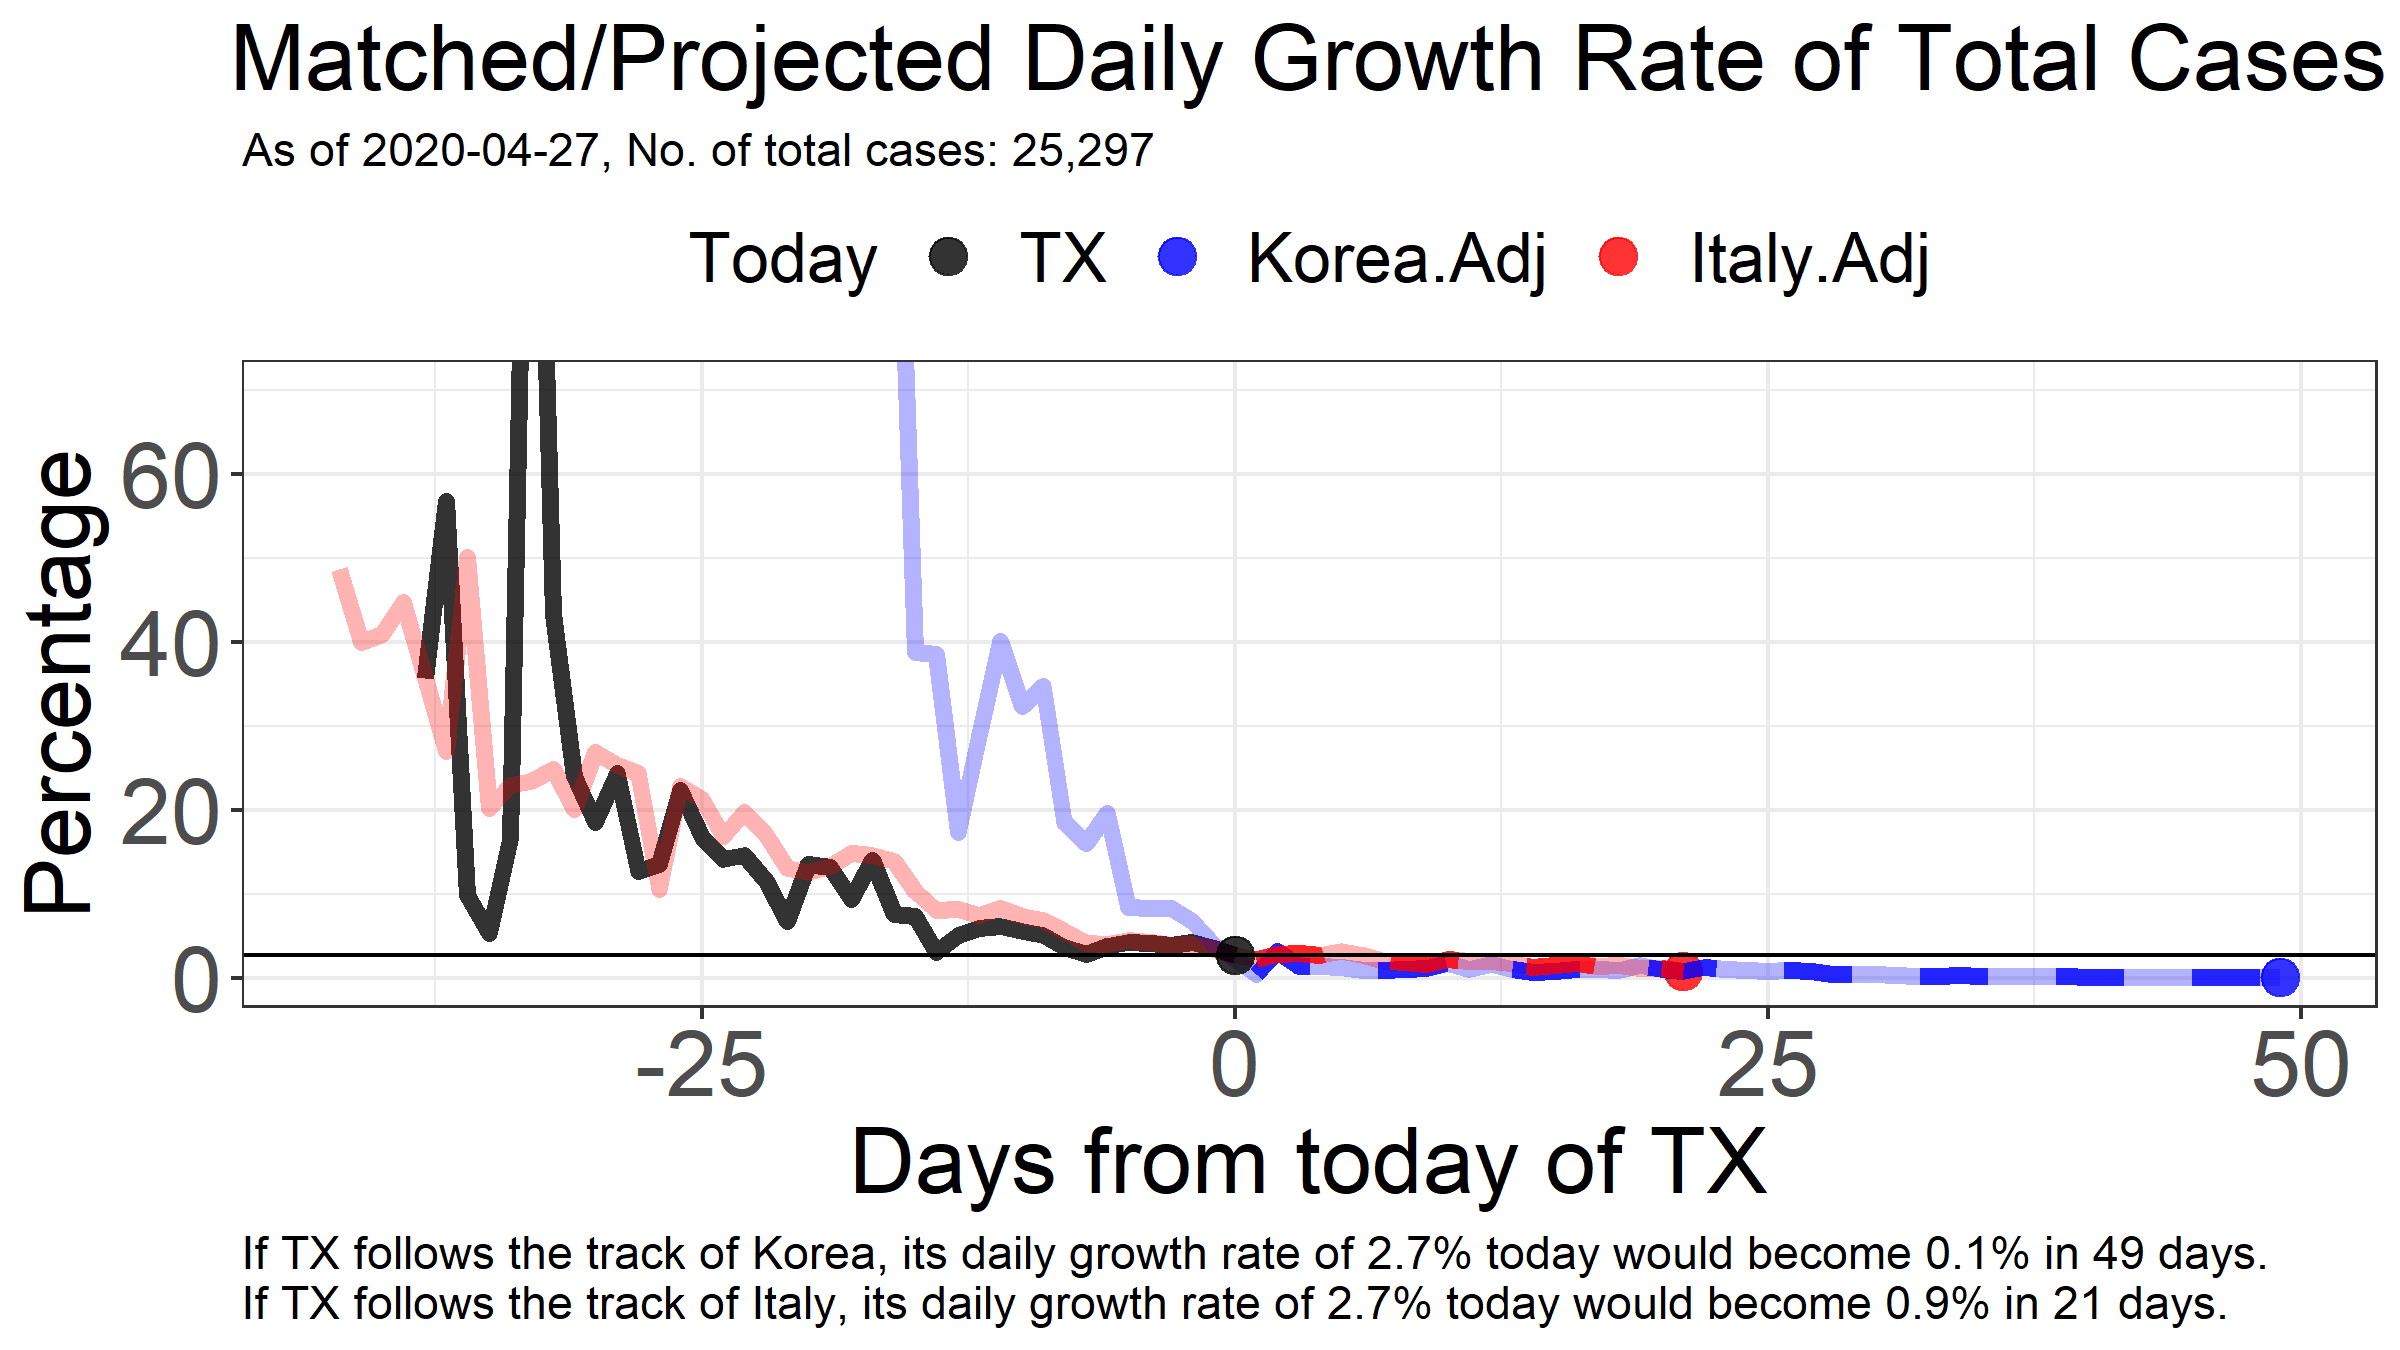 Matched/Projected Daily Growth Rate of Total Cases
As of 2020-04-27, No. of total cases: 25,297
Today TX Korea.Adj Italy.Adj
Percentage
60
40
20
0
-25 0 25 50
Days from today of TX
If TX follows the track of Korea, its daily growth rate of 2.7% today would become 0.1% in 49 days.
If TX follows the track of Italy, its daily growth rate of 2.7% today would become 0.9% in 21 days.